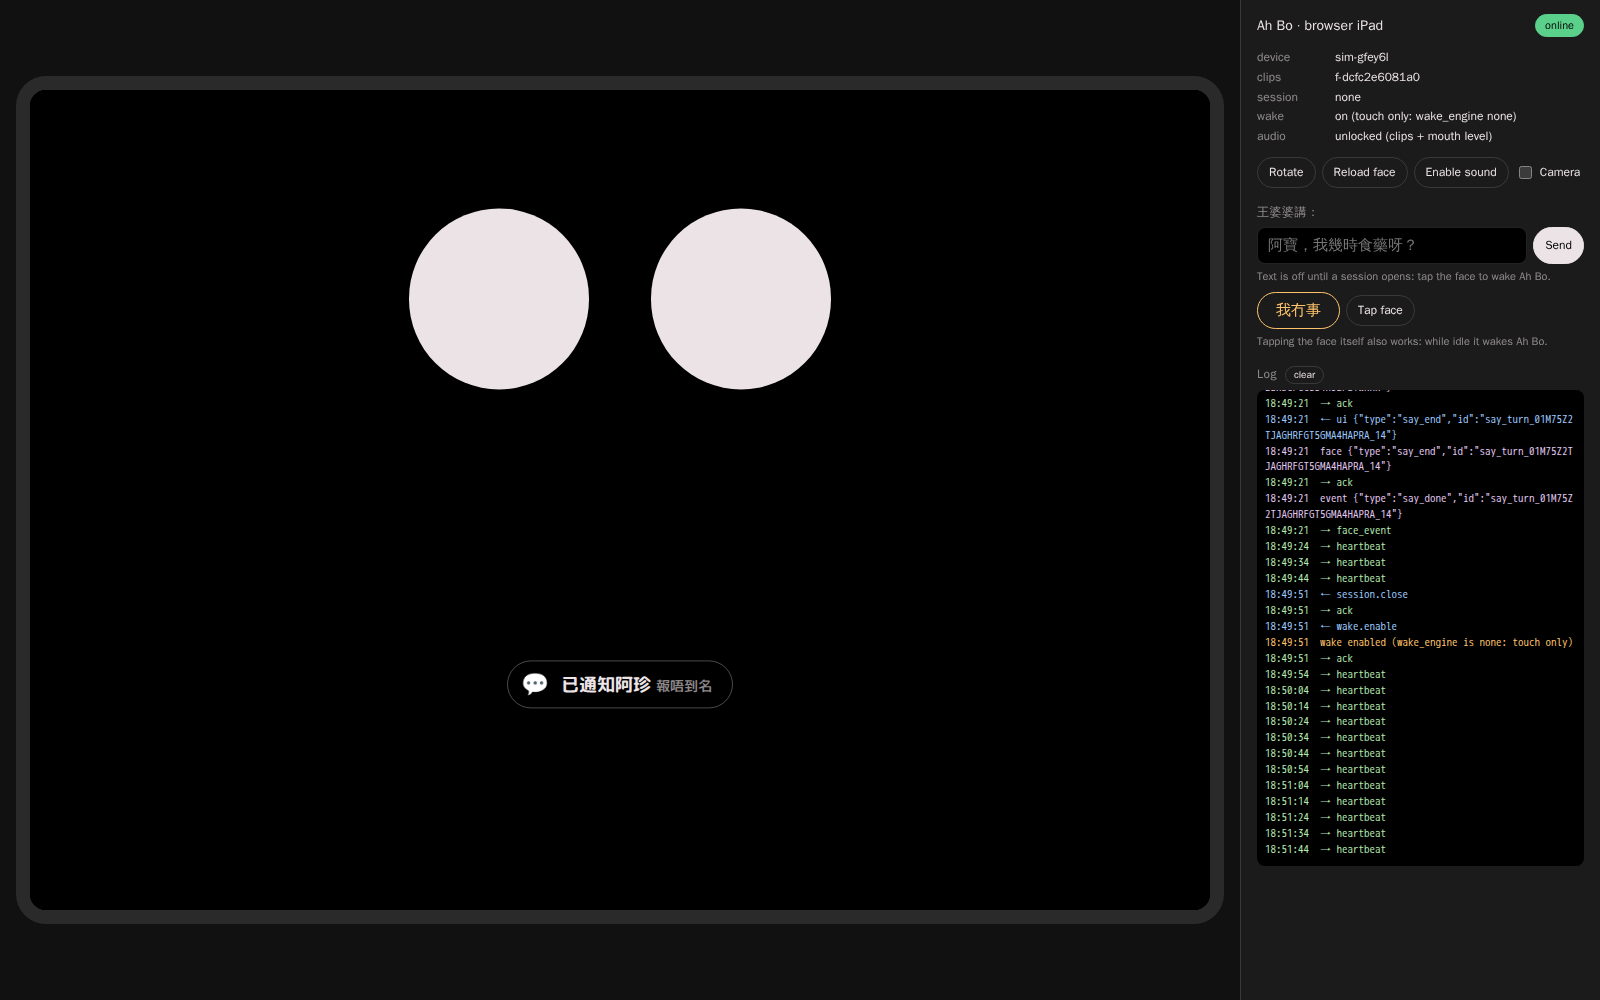 已通知阿珍 報唔到名
Ah Bo · browser iPad
online
device sim-gfey6l
clips f-dcfc2e6081a0
session none
wake on (touch only: wake_engine none)
audio unlocked (clips + mouth level)
Rotate
Reload face
Enable sound
Camera
王婆婆講：
阿寶，我幾時食藥呀？
Send
Text is off until a session opens: tap the face to wake Ah Bo.
我冇事
Tap face
Tapping the face itself also works: while idle it wakes Ah Bo.
Log
clear
18:49:21 → ack
18:49:21 ← ui {"type":"say_end","id":"say_turn_01M75Z2
TJAGHRFGT5GMA4HAPRA_14"}
18:49:21 face {"type":"say_end","id":"say_turn_01M75Z2T
JAGHRFGT5GMA4HAPRA_14"}
18:49:21 → ack
18:49:21 event {"type":"say_done","id":"say_turn_01M75Z
2TJAGHRFGT5GMA4HAPRA_14"}
18:49:21 → face_event
18:49:24 → heartbeat
18:49:34 → heartbeat
18:49:44 → heartbeat
18:49:51 ← session.close
18:49:51 → ack
18:49:51 ← wake.enable
18:49:51 wake enabled (wake_engine is none: touch only)
18:49:51 → ack
18:49:54 → heartbeat
18:50:04 → heartbeat
18:50:14 → heartbeat
18:50:24 → heartbeat
18:50:34 → heartbeat
18:50:44 → heartbeat
18:50:54 → heartbeat
18:51:04 → heartbeat
18:51:14 → heartbeat
18:51:24 → heartbeat
18:51:34 → heartbeat
18:51:44 → heartbeat